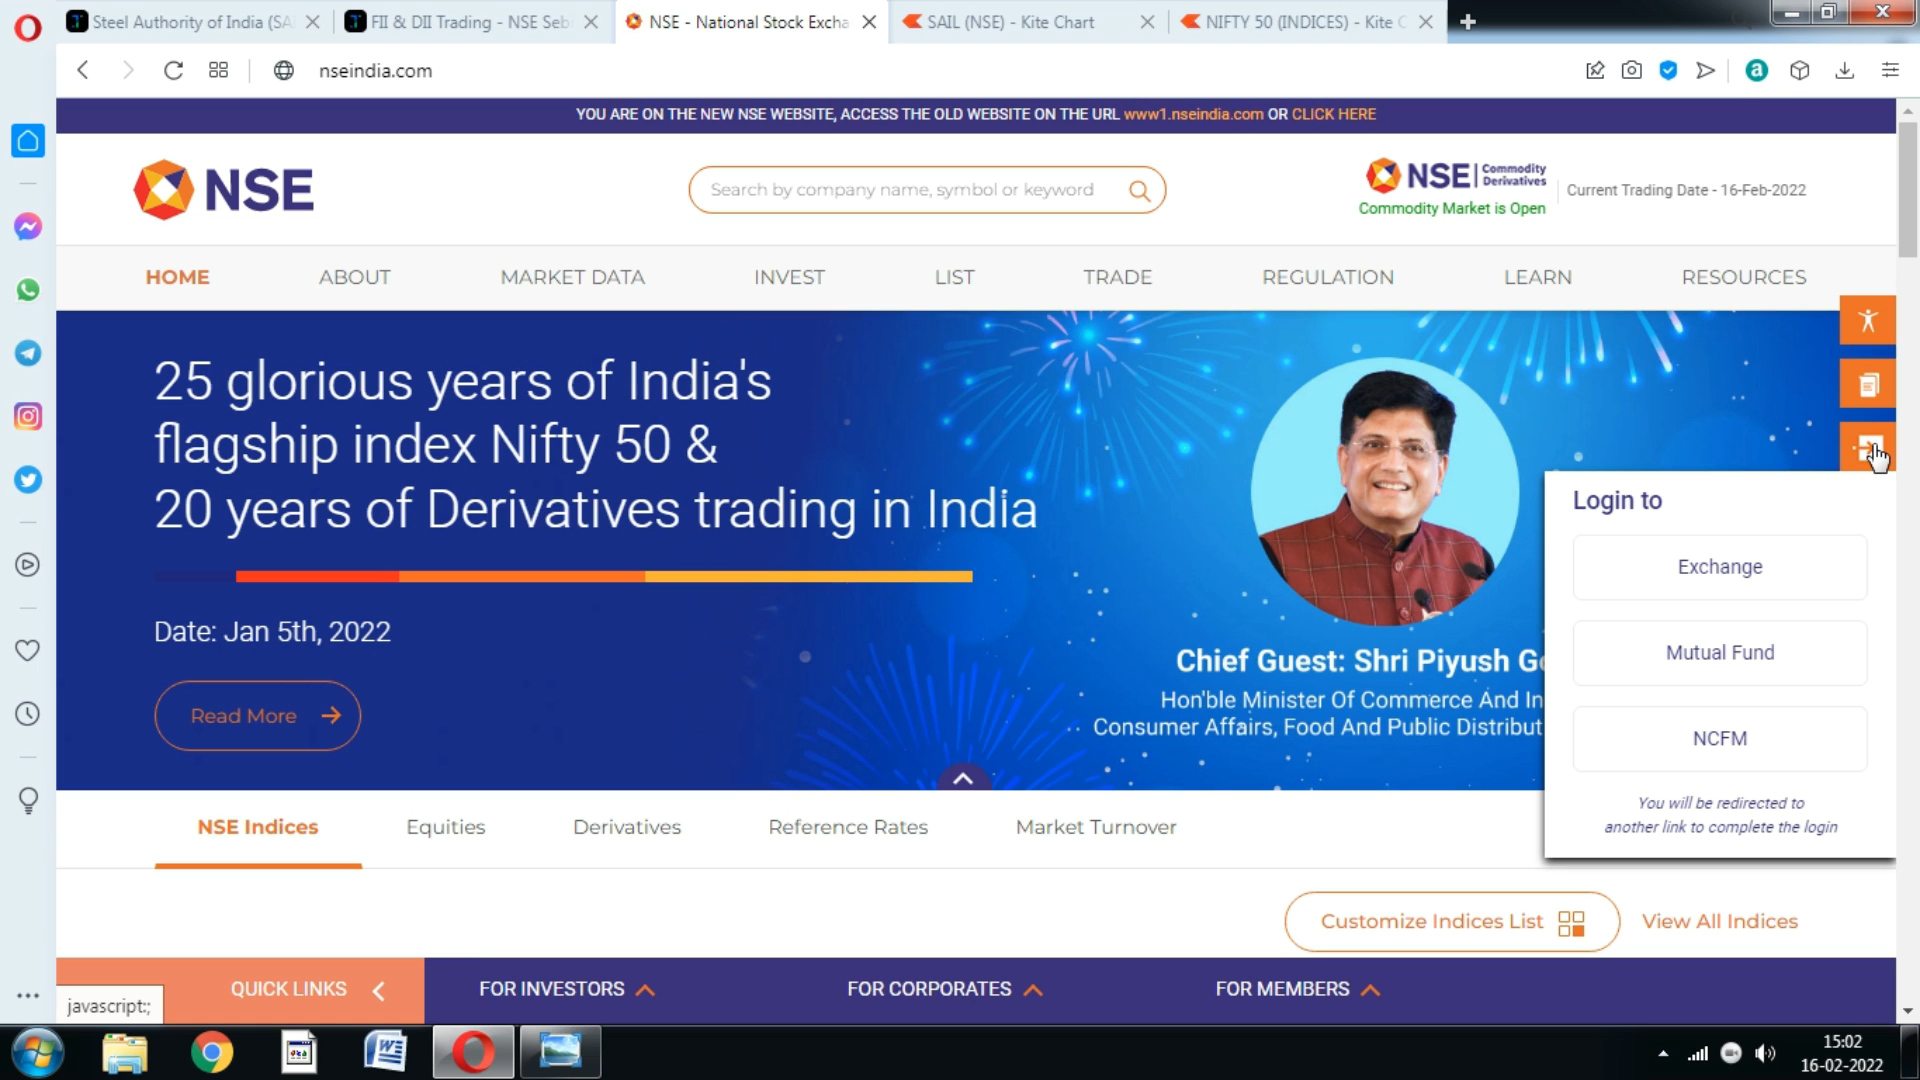 Steel Authority of India (SA
FII & DII Trading - NSE Seb
NSE - National Stock Excha
SAIL (NSE) - Kite Chart
NIFTY 50 (INDICES) - Kite C
nseindia.com
YOU ARE ON THE NEW NSE WEBSITE, ACCESS THE OLD WEBSITE ON THE URL www1.nseindia.com OR CLICK HERE
NSE
Search by company name, symbol or keyword
NSE Commodity Derivatives
Commodity Market is Open
Current Trading Date - 16-Feb-2022
HOME ABOUT MARKET DATA INVEST LIST TRADE REGULATION LEARN RESOURCES
25 glorious years of India's
flagship index Nifty 50 &
20 years of Derivatives trading in India
Date: Jan 5th, 2022
Read More
Chief Guest: Shri Piyush G
Hon'ble Minister Of Commerce And In
Consumer Affairs, Food And Public Distribut
Login to
Exchange
Mutual Fund
NCFM
You will be redirected to
another link to complete the login
NSE Indices Equities Derivatives Reference Rates Market Turnover
Customize Indices List View All Indices
QUICK LINKS FOR INVESTORS FOR CORPORATES FOR MEMBERS
javascript:;
15:02
16-02-2022